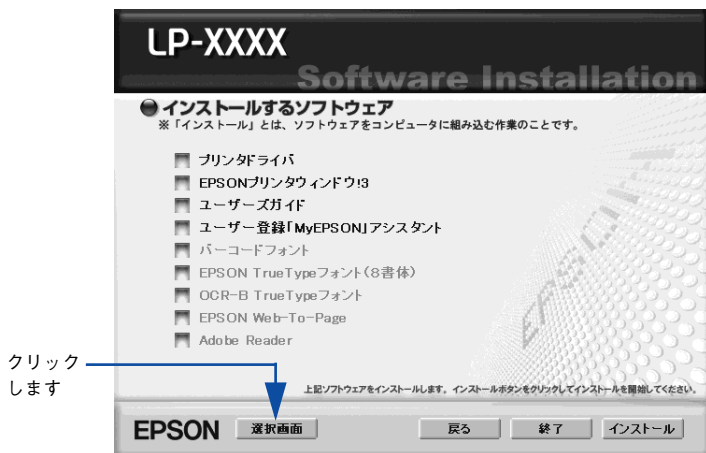 LP-XXXX
Software Installation
インストールするソフトウェア
※「インストール」とは、ソフトウェアをコンピュータに組み込む作業のことです。
プリンタドライバ
EPSONプリンタウィンドウ!3
ユーザーズガイド
ユーザー登録「MyEPSON」アシスタント
バーコードフォント
EPSON TrueTypeフォント(8書体)
OCR-B TrueTypeフォント
EPSON Web-To-Page
Adobe Reader
EPSON
クリック
します
上記ソフトウェアをインストールします。インストールボタンをクリックしてインストールを開始してください。
EPSON 選択画面 戻る 終了 インストール